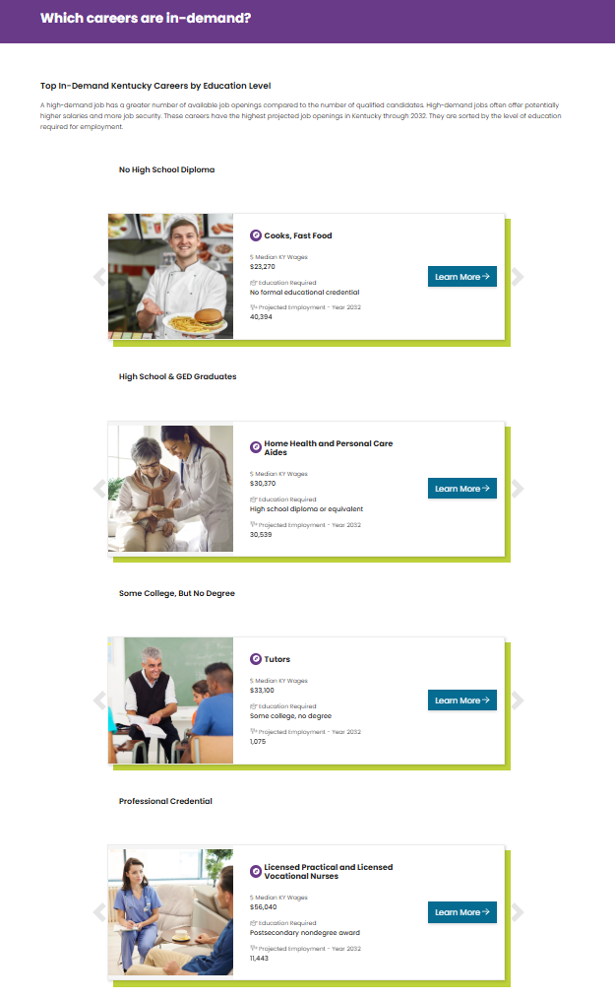 Which careers are in-demand?
Top In-Demand Kentucky Careers by Education Level
A high-demand job has a greater number of available job openings compared to the number of qualified candidates. High-demand jobs often offer potentially
higher salaries and more job security. These careers have the highest projected job openings in Kentucky through 2032. They are sorted by the level of education
required for employment.
No High School Diploma
Cooks, Fast Food
$ Median KY Wages
$23,270
Education Required
No formal educational credential
Projected Employment - Year 2032
40,394
Learn More →
High School & GED Graduates
Home Health and Personal Care
Aides
$ Median KY Wages
$30,370
Education Required
High school diploma or equivalent
Projected Employment - Year 2032
30,539
Learn More →
Some College, But No Degree
Tutors
$ Median KY Wages
$33,100
Education Required
Some college, no degree
Projected Employment - Year 2032
1,075
Learn More →
Professional Credential
Licensed Practical and Licensed
Vocational Nurses
$ Median KY Wages
$56,040
Education Required
Postsecondary nondegree award
Projected Employment - Year 2032
11,443
Learn More →